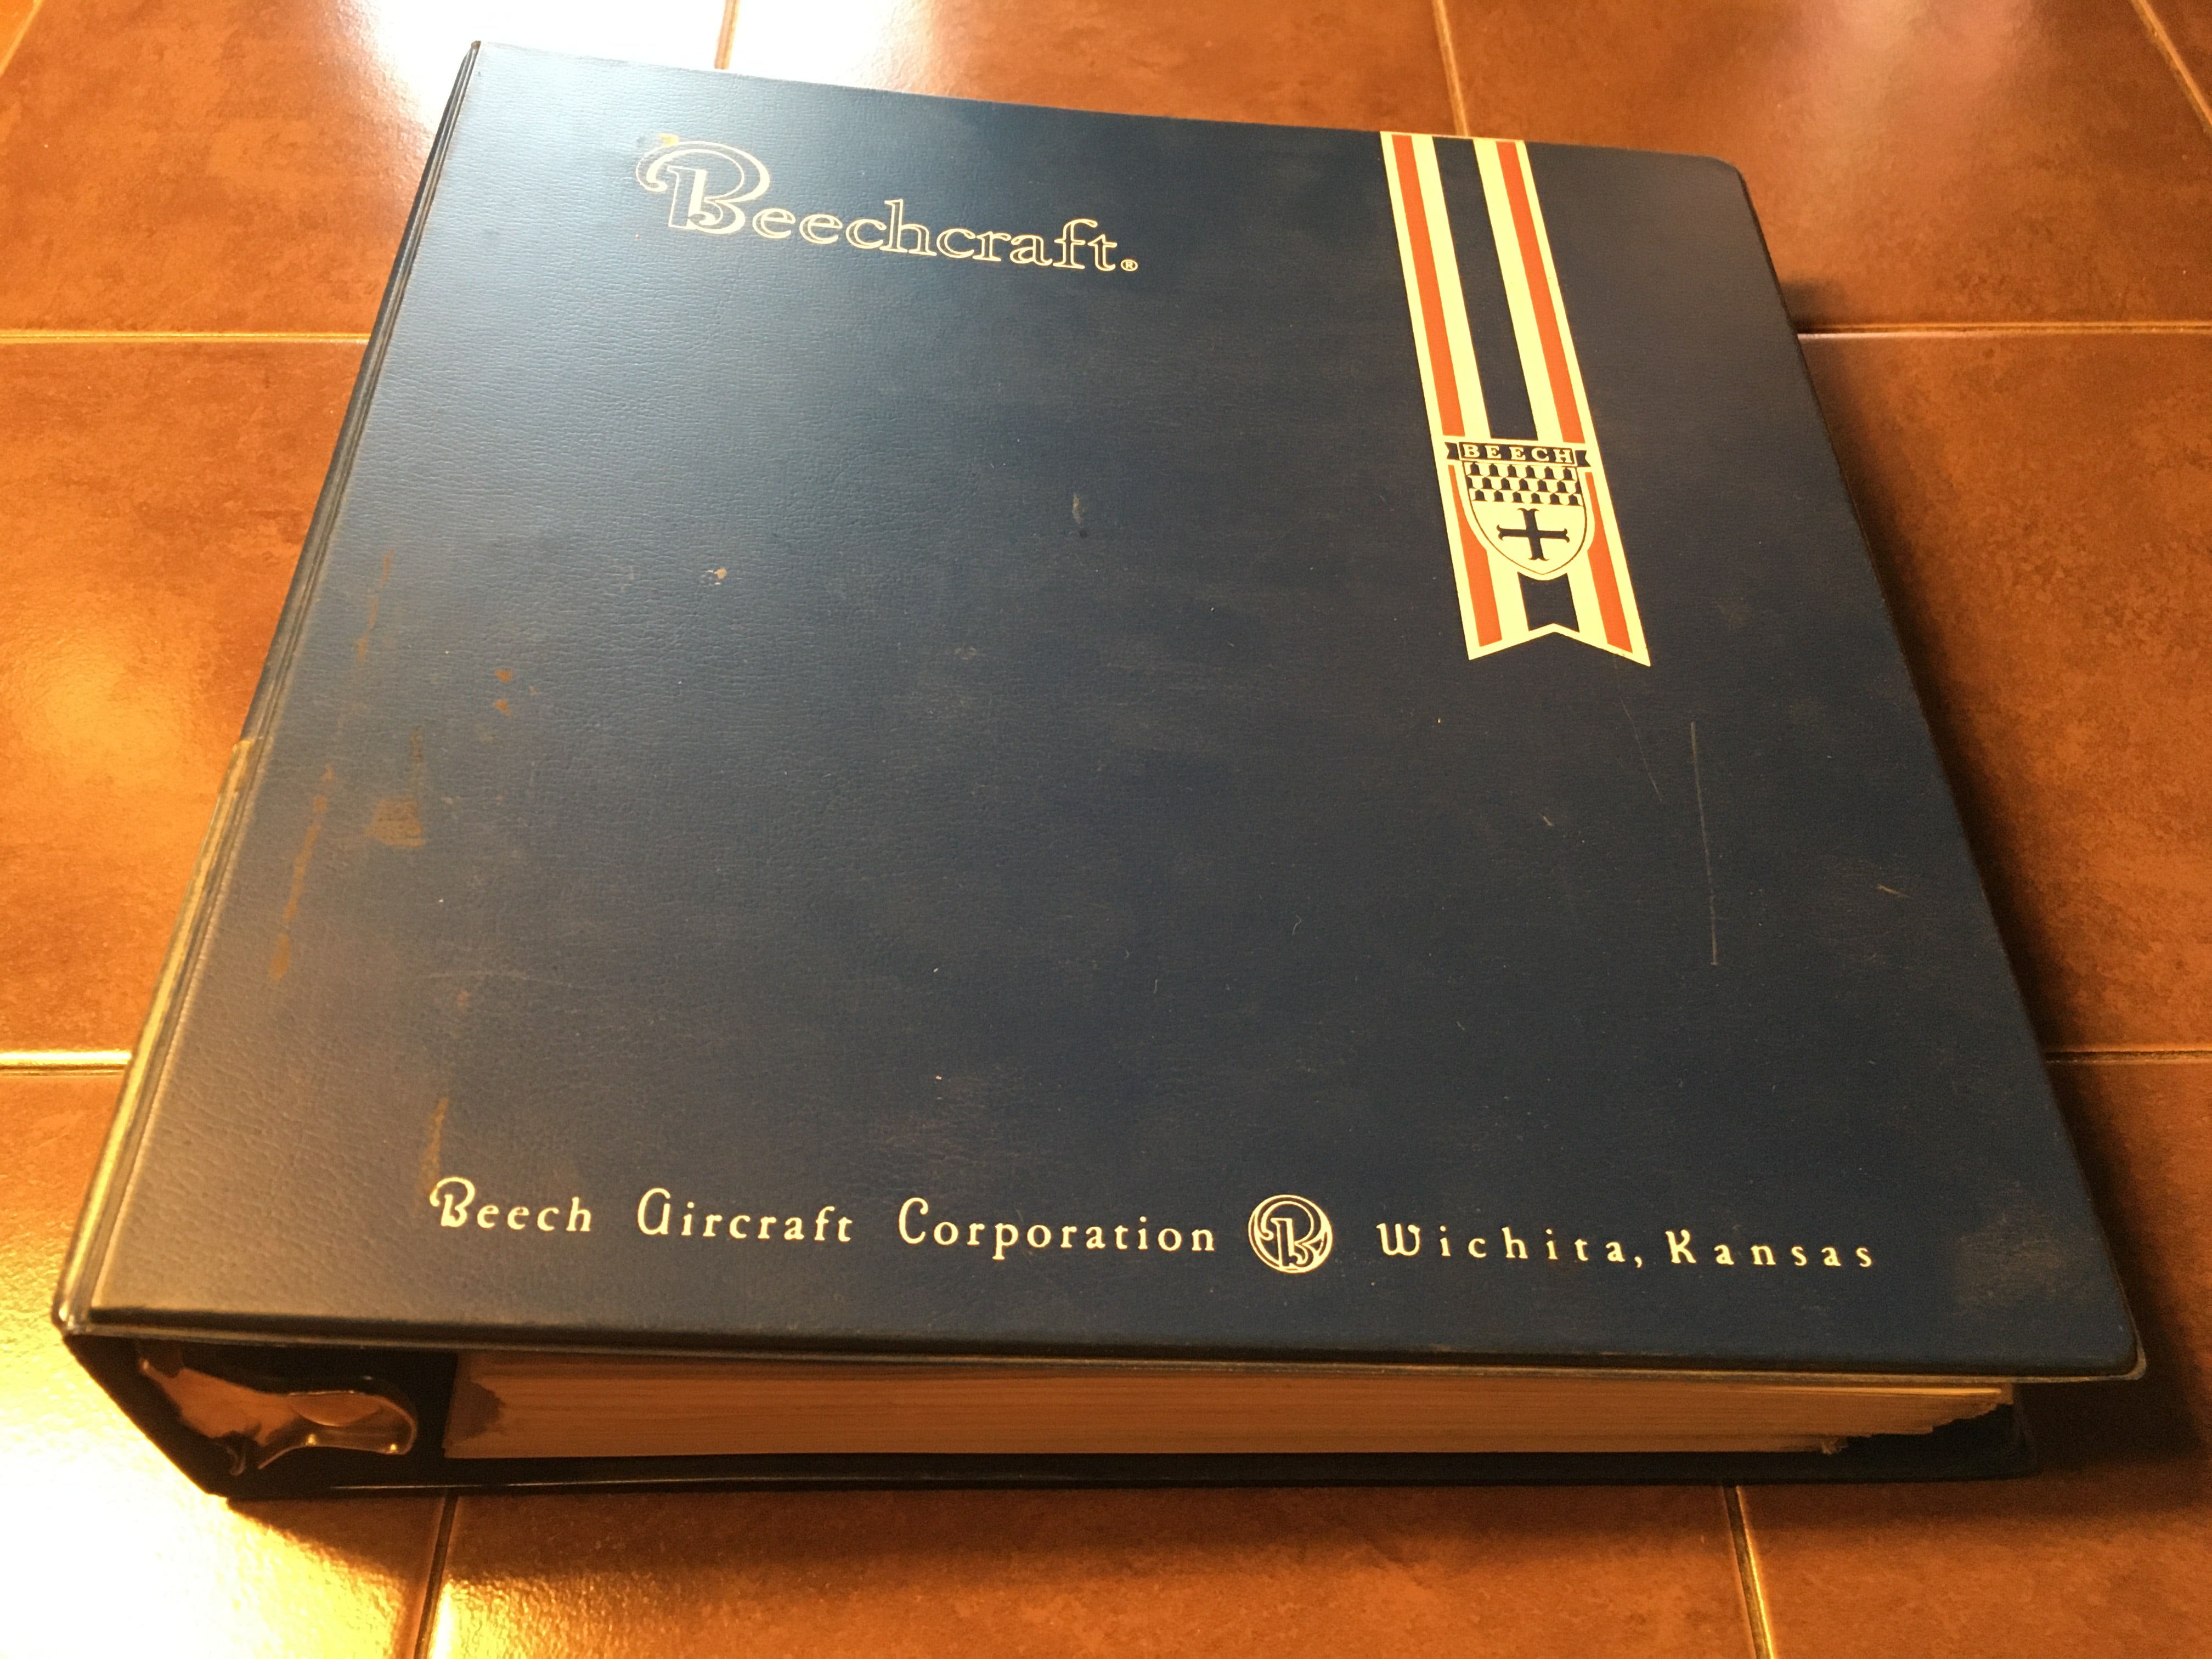 Beechcraft.®
BEECH
Beech Aircraft Corporation B Wichita, Kansas